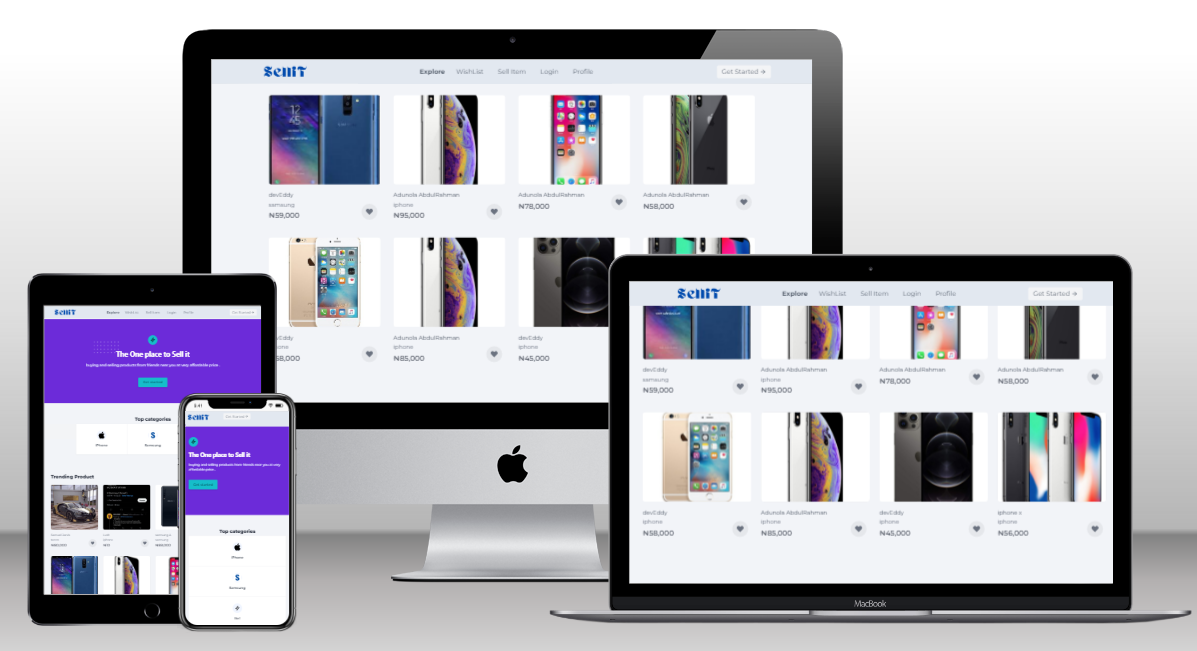 SellIT
Explore WishList Sell Item Login Profile
Get Started →
devEddy
samsung
₦59,000
Adunola AbdulRahman
iphone
₦95,000
Adunola AbdulRahman
₦78,000
Adunola AbdulRahman
₦58,000
Adunola AbdulRahman
iphone
₦85,000
devEddy
iphone
₦45,000
SellIT
Explore WishList Sell Item Login Profile
Get Started →
devEddy
samsung
₦59,000
Adunola AbdulRahman
iphone
₦95,000
Adunola AbdulRahman
₦78,000
Adunola AbdulRahman
₦58,000
devEddy
iphone
₦58,000
Adunola AbdulRahman
iphone
₦85,000
devEddy
iphone
₦45,000
iphone x
iphone
₦56,000
MacBook
SellIT
Explore WishList Sell Item Login Profile
Get Started →
The One place to Sell it
buying and selling products from friends near you at very affordable price.
Top categories
iPhone
Samsung
Trending Product
SellIT
Get Started →
The One place to Sell it
buying and selling products from friends near you at very
affordable price.
Top categories
iPhone
Samsung